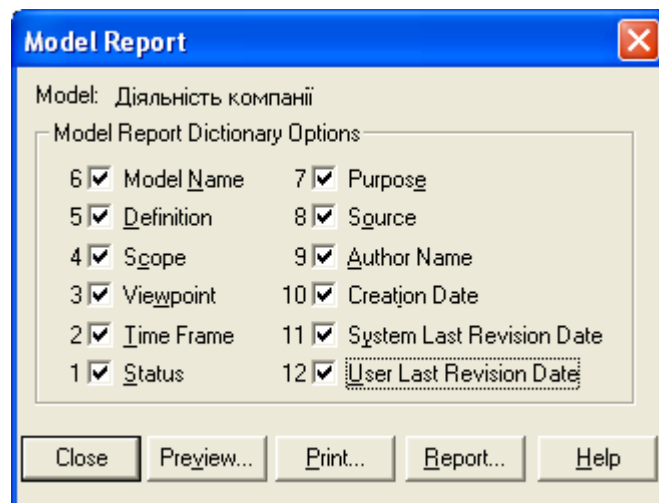 Model Report
Model: Діяльність компанії
Model Report Dictionary Options
6 Model Name 7 Purpose
5 Definition 8 Source
4 Scope 9 Author Name
3 Viewpoint 10 Creation Date
2 Time Frame 11 System Last Revision Date
1 Status 12 User Last Revision Date
Close Preview... Print... Report... Help